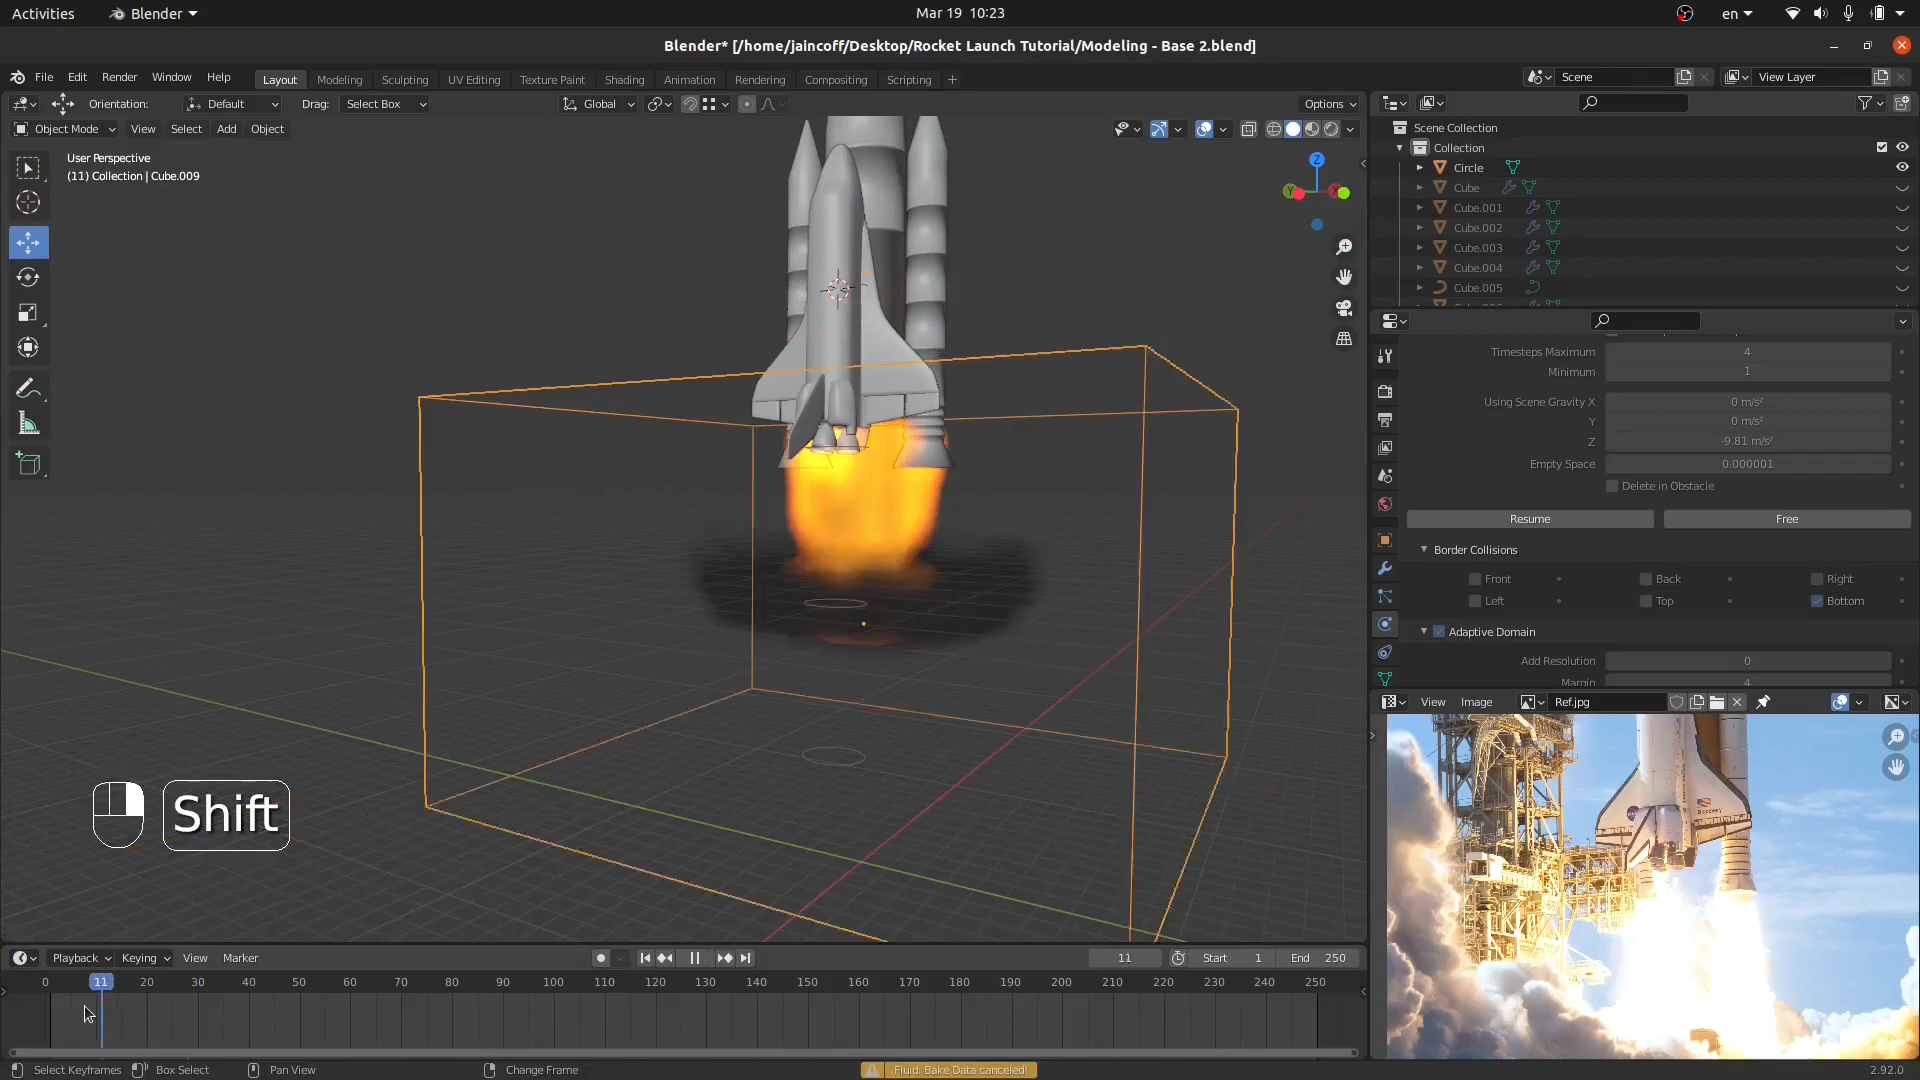 Activities
Blender
Mar 19 10:23
en
Blender* [/home/jaincoff/Desktop/Rocket Launch Tutorial/Modeling - Base 2.blend]
File Edit Render Window Help
Layout Modeling Sculpting UV Editing Texture Paint Shading Animation Rendering Compositing Scripting +
Scene
View Layer
Orientation: Default Drag: Select Box
Global
Options
Object Mode View Select Add Object
User Perspective
(11) Collection | Cube.009
Z
Y
X
Scene Collection
Collection
Circle
Cube
Cube.001
Cube.002
Cube.003
Cube.004
Cube.005
Timesteps Maximum 4
Minimum 1
Using Scene Gravity X 0 m/s²
Y 0 m/s²
Z -9.81 m/s²
Empty Space 0.000001
Delete in Obstacle
Resume Free
Border Collisions
Front Back Right
Left Top Bottom
Adaptive Domain
Add Resolution 0
Margin 4
View Image Ref.jpg
Discovery
Shift
Playback Keying View Marker
11 Start 1 End 250
0 11 20 30 40 50 60 70 80 90 100 110 120 130 140 150 160 170 180 190 200 210 220 230 240 250
Select Keyframes Box Select Pan View Change Frame
Fluid: Bake Data canceled!
2.92.0